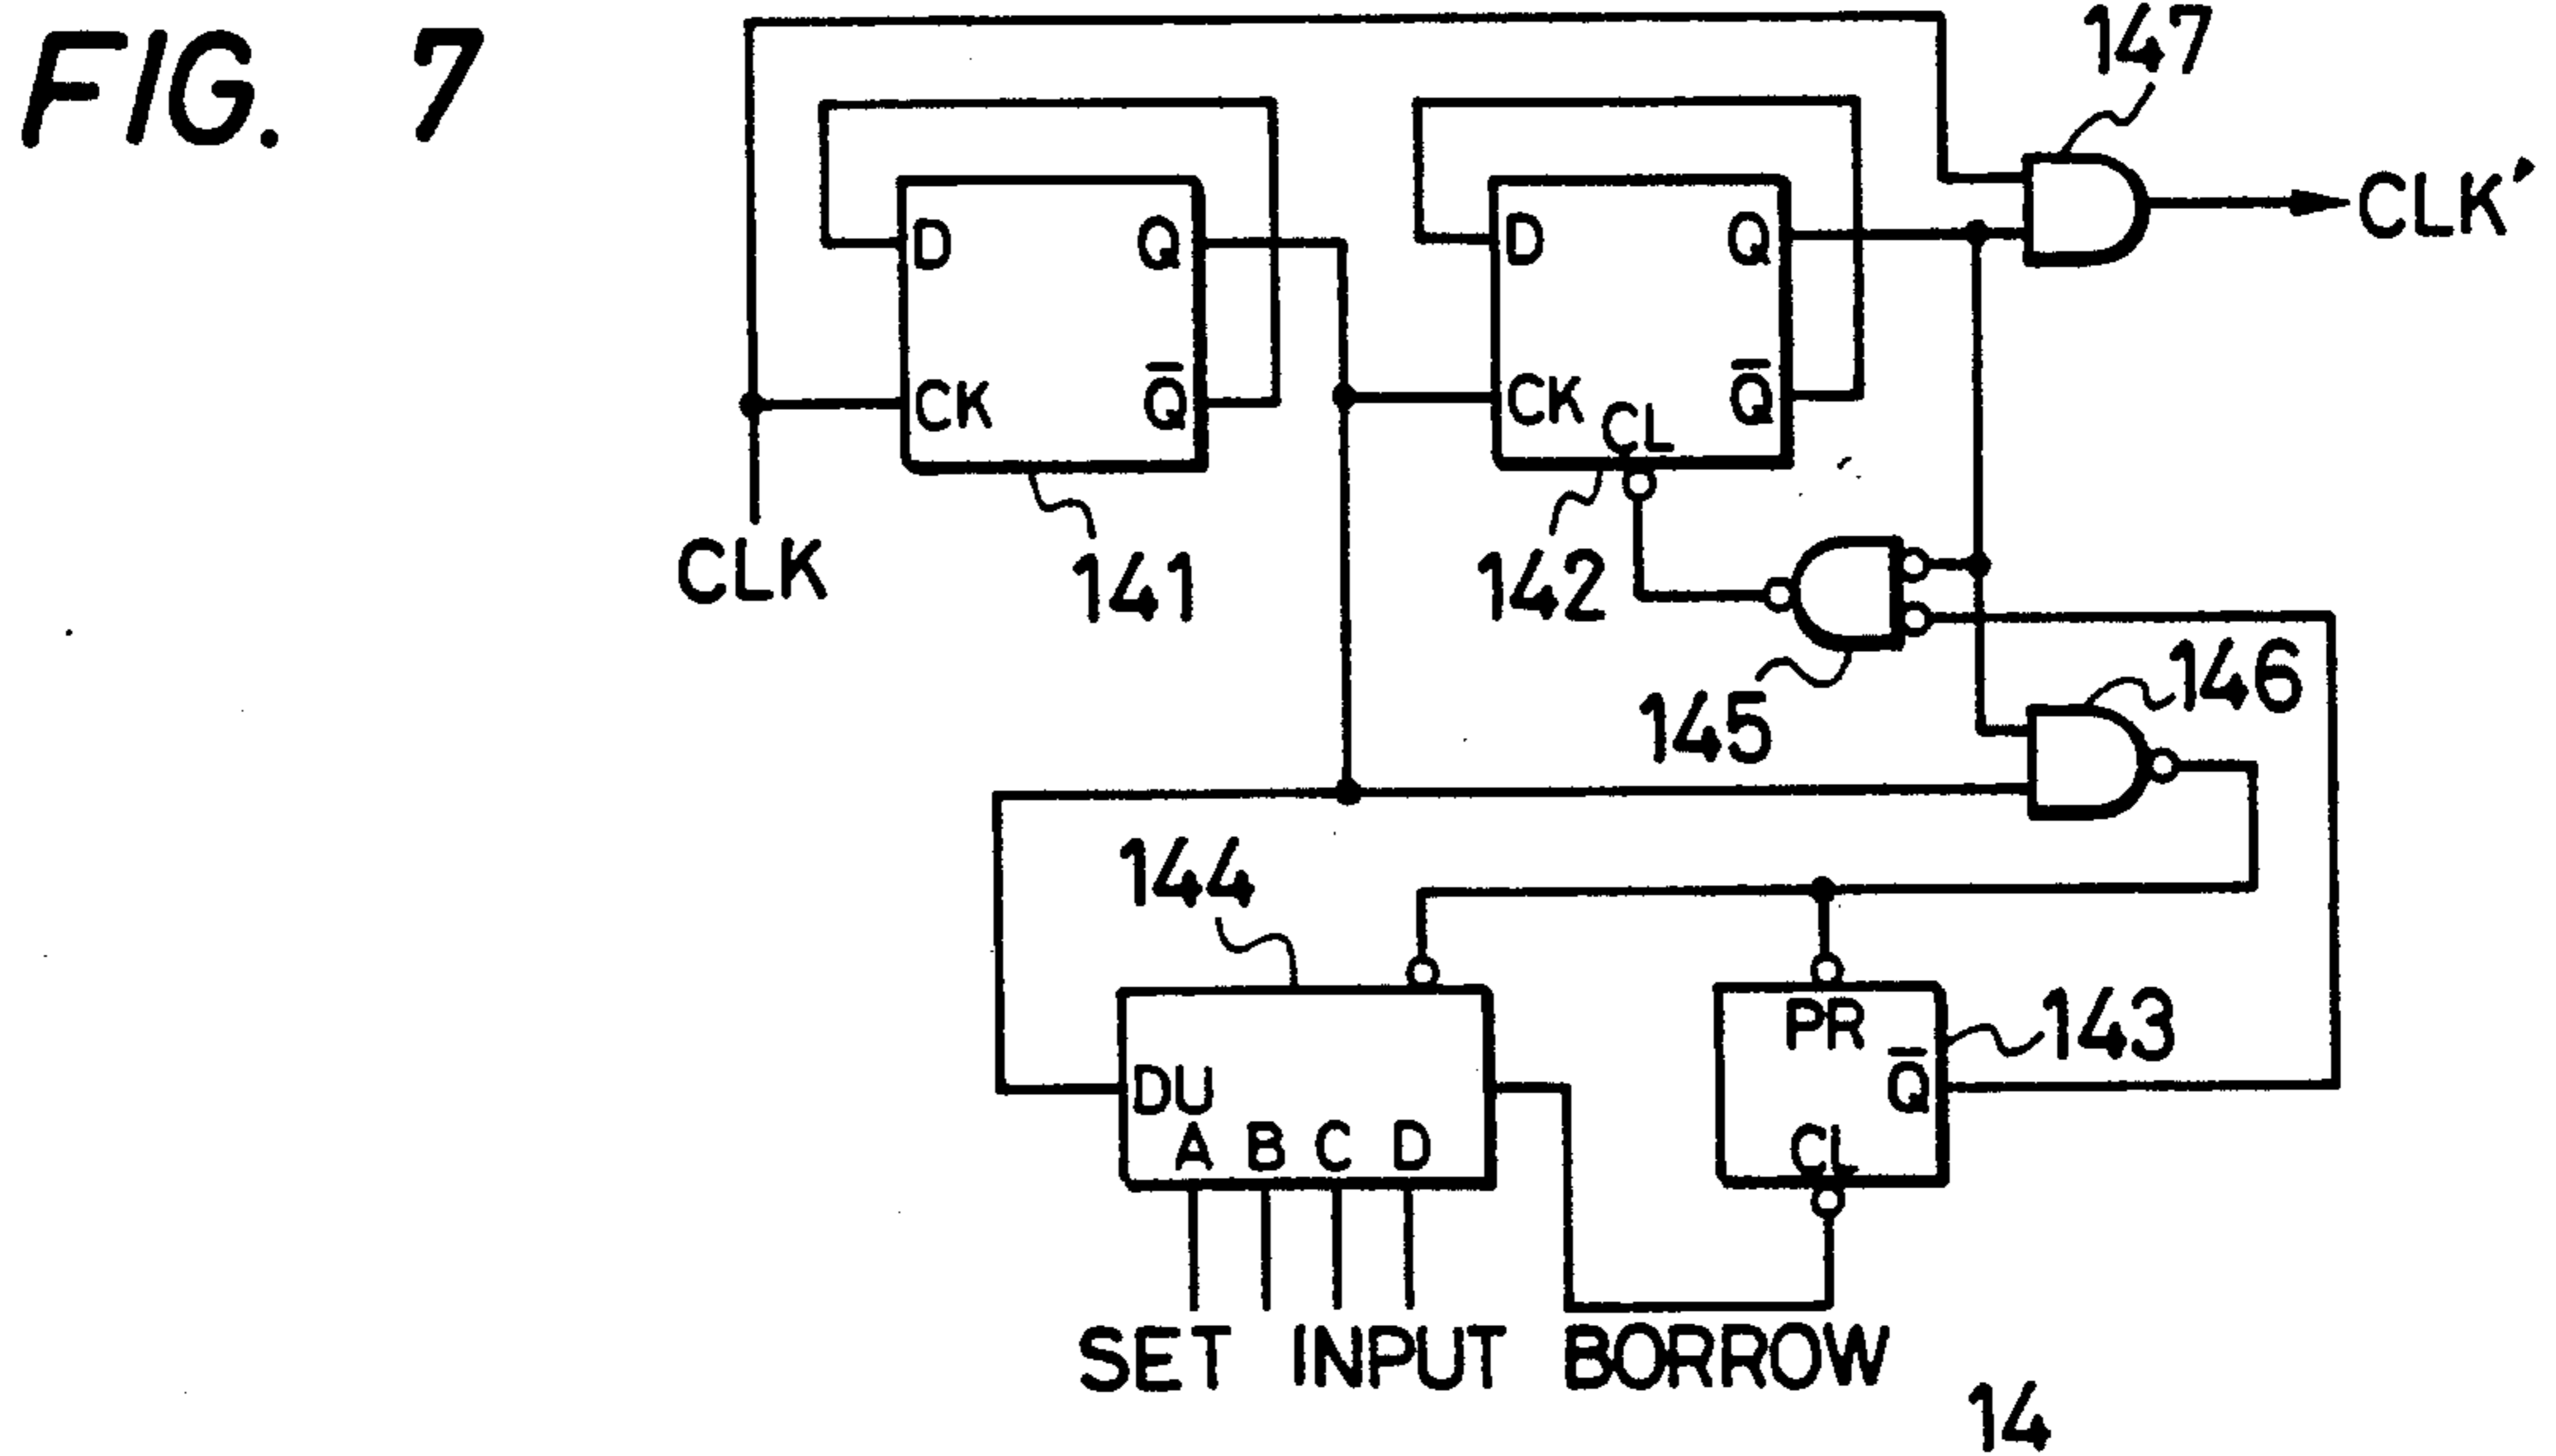 FIG. 7
147
D Q
CK Q̅
D Q
CK Q̅
CL
CLK'
CLK
141
142
145
146
144
DU
A B C D
PR
Q̅
CL
143
SET INPUT BORROW
14